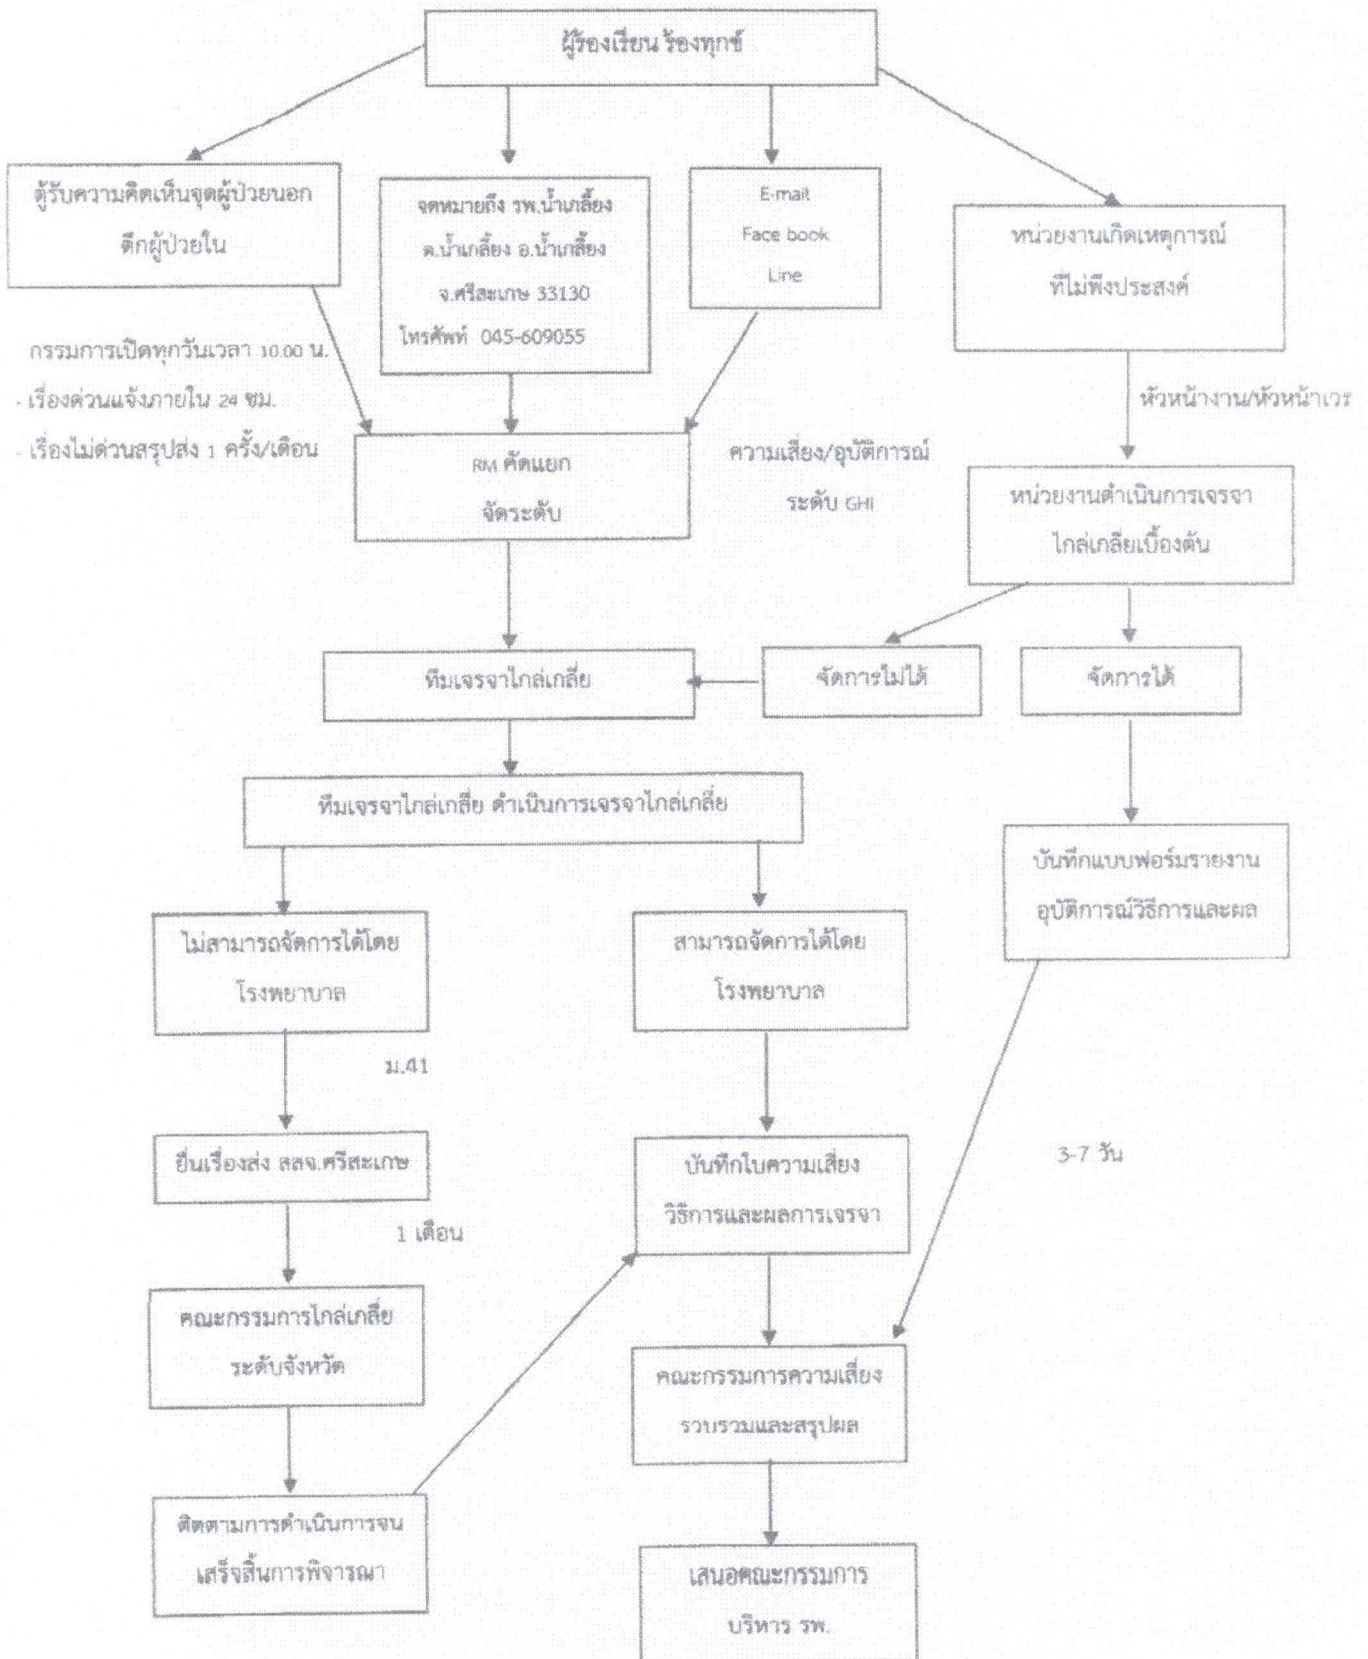 ผู้ร้องเรียน ร้องทุกข์
ตู้รับความคิดเห็นจุดผู้ป่วยนอก
ตึกผู้ป่วยใน
จดหมายถึง รพ.น้ำเกลี้ยง
ต.น้ำเกลี้ยง อ.น้ำเกลี้ยง
จ.ศรีสะเกษ 33130
โทรศัพท์ 045-609055
E-mail
Face book
Line
หน่วยงานเกิดเหตุการณ์
ที่ไม่พึงประสงค์
กรรมการเปิดทุกวันเวลา 10.00 น.
- เรื่องด่วนแจ้งภายใน 24 ชม.
- เรื่องไม่ด่วนสรุปส่ง 1 ครั้ง/เดือน
หัวหน้างาน/หัวหน้าเวร
RM คัดแยก
จัดระดับ
ความเสี่ยง/อุบัติการณ์
ระดับ GHI
หน่วยงานดำเนินการเจรจา
ไกล่เกลี่ยเบื้องต้น
ทีมเจรจาไกล่เกลี่ย
จัดการไม่ได้
จัดการได้
ทีมเจรจาไกล่เกลี่ย ดำเนินการเจรจาไกล่เกลี่ย
บันทึกแบบฟอร์มรายงาน
อุบัติการณ์วิธีการและผล
ไม่สามารถจัดการได้โดย
โรงพยาบาล
สามารถจัดการได้โดย
โรงพยาบาล
ม.41
ยื่นเรื่องส่ง สสจ.ศรีสะเกษ
บันทึกใบความเสี่ยง
วิธีการและผลการเจรจา
3-7 วัน
1 เดือน
คณะกรรมการไกล่เกลี่ย
ระดับจังหวัด
คณะกรรมการความเสี่ยง
รวบรวมและสรุปผล
ติดตามการดำเนินการจน
เสร็จสิ้นการพิจารณา
เสนอคณะกรรมการ
บริหาร รพ.